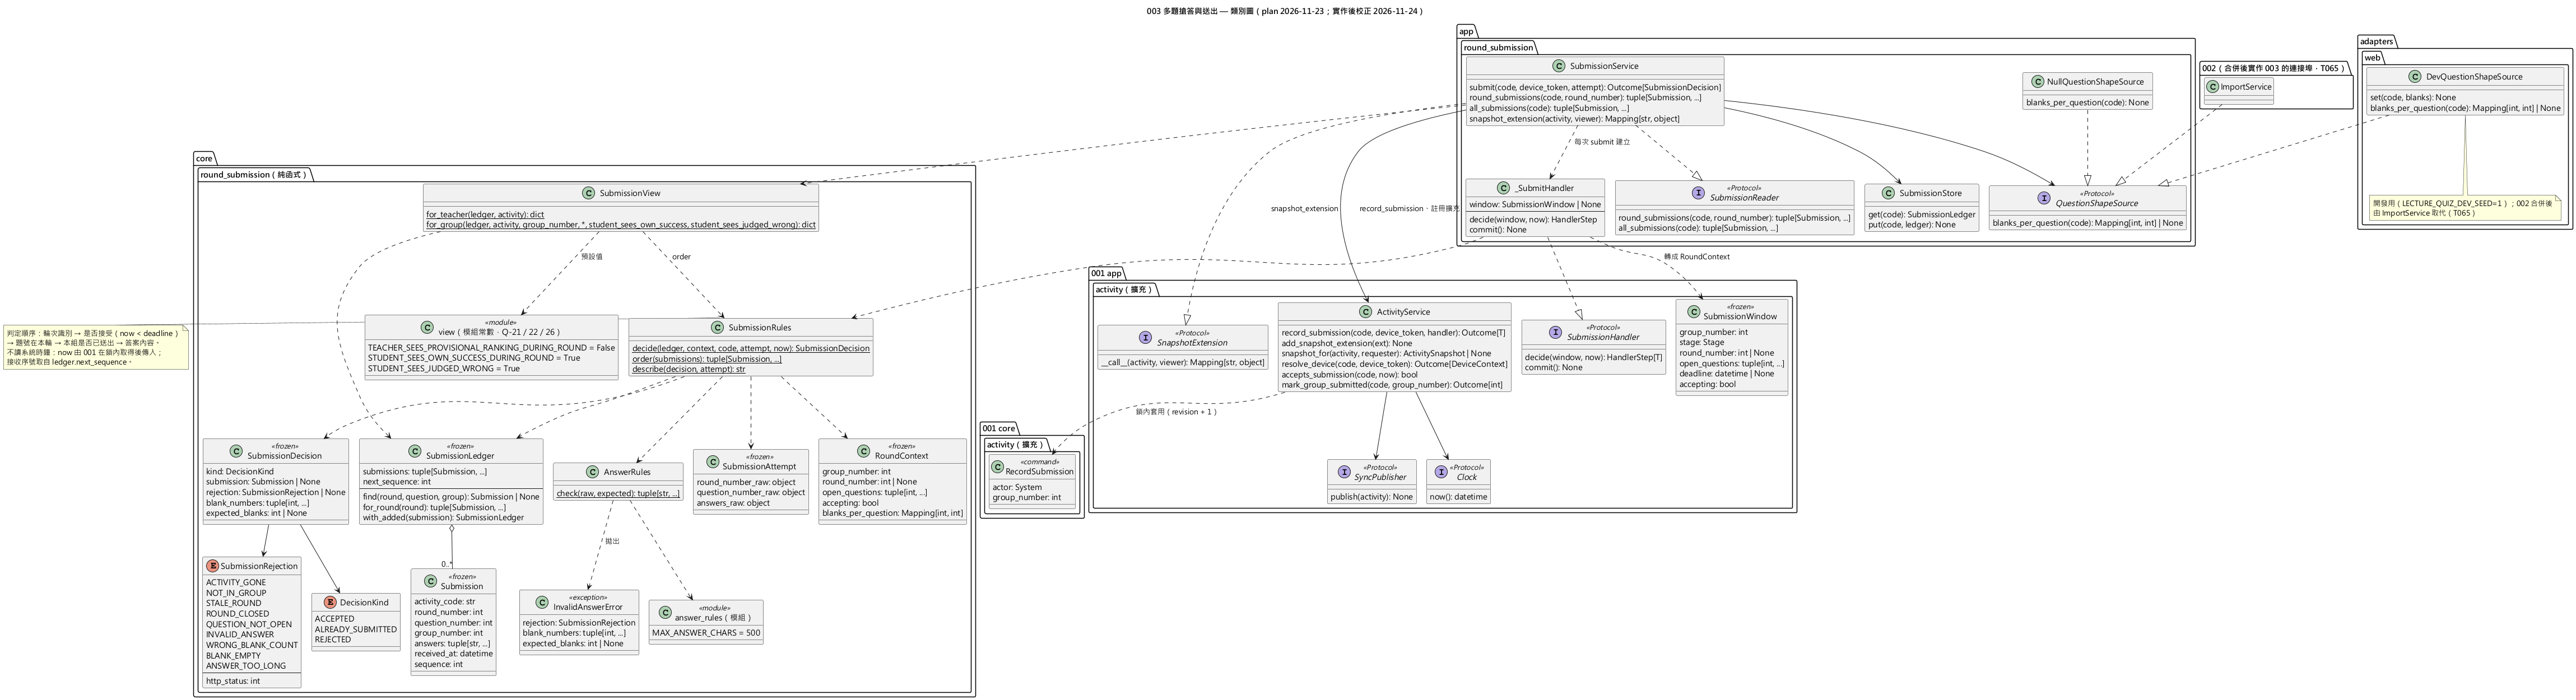 003 多題搶答與送出 — 類別圖（plan 2026-11-23；實作後校正 2026-11-24）
app
round_submission
SubmissionService
submit(code, device_token, attempt): Outcome[SubmissionDecision]
round_submissions(code, round_number): tuple[Submission, ...]
all_submissions(code): tuple[Submission, ...]
snapshot_extension(activity, viewer): Mapping[str, object]
NullQuestionShapeSource
blanks_per_question(code): None
002（合併後實作 003 的連接埠，T065）
ImportService
adapters
web
DevQuestionShapeSource
set(code, blanks): None
blanks_per_question(code): Mapping[int, int] | None
每次 submit 建立
_SubmitHandler
window: SubmissionWindow | None
decide(window, now): HandlerStep
commit(): None
«Protocol»
SubmissionReader
round_submissions(code, round_number): tuple[Submission, ...]
all_submissions(code): tuple[Submission, ...]
SubmissionStore
get(code): SubmissionLedger
put(code, ledger): None
«Protocol»
QuestionShapeSource
blanks_per_question(code): Mapping[int, int] | None
開發用（LECTURE_QUIZ_DEV_SEED=1）；002 合併後
由 ImportService 取代（T065）
snapshot_extension
record_submission、註冊擴充
core
round_submission（純函式）
SubmissionView
for_teacher(ledger, activity): dict
for_group(ledger, activity, group_number, *, student_sees_own_success, student_sees_judged_wrong): dict
預設值
order
轉成 RoundContext
001 app
activity（擴充）
«Protocol»
SnapshotExtension
__call__(activity, viewer): Mapping[str, object]
ActivityService
record_submission(code, device_token, handler): Outcome[T]
add_snapshot_extension(ext): None
snapshot_for(activity, requester): ActivitySnapshot | None
resolve_device(code, device_token): Outcome[DeviceContext]
accepts_submission(code, now): bool
mark_group_submitted(code, group_number): Outcome[int]
«Protocol»
SubmissionHandler
decide(window, now): HandlerStep[T]
commit(): None
«frozen»
SubmissionWindow
group_number: int
stage: Stage
round_number: int | None
open_questions: tuple[int, ...]
deadline: datetime | None
accepting: bool
判定順序：輪次識別 → 是否接受（now < deadline）
→ 題號在本輪 → 本組是否已送出 → 答案內容。
不讀系統時鐘：now 由 001 在鎖內取得後傳入；
接收序號取自 ledger.next_sequence。
«module»
view（模組常數，Q-21 / 22 / 26）
TEACHER_SEES_PROVISIONAL_RANKING_DURING_ROUND = False
STUDENT_SEES_OWN_SUCCESS_DURING_ROUND = True
STUDENT_SEES_JUDGED_WRONG = True
SubmissionRules
decide(ledger, context, code, attempt, now): SubmissionDecision
order(submissions): tuple[Submission, ...]
describe(decision, attempt): str
鎖內套用（revision + 1）
«frozen»
SubmissionDecision
kind: DecisionKind
submission: Submission | None
rejection: SubmissionRejection | None
blank_numbers: tuple[int, ...]
expected_blanks: int | None
«frozen»
SubmissionLedger
submissions: tuple[Submission, ...]
next_sequence: int
find(round, question, group): Submission | None
for_round(round): tuple[Submission, ...]
with_added(submission): SubmissionLedger
AnswerRules
check(raw, expected): tuple[str, ...]
«frozen»
SubmissionAttempt
round_number_raw: object
question_number_raw: object
answers_raw: object
«frozen»
RoundContext
group_number: int
round_number: int | None
open_questions: tuple[int, ...]
accepting: bool
blanks_per_question: Mapping[int, int]
001 core
activity（擴充）
«command»
RecordSubmission
actor: System
group_number: int
«Protocol»
SyncPublisher
publish(activity): None
«Protocol»
Clock
now(): datetime
拋出
0..*
SubmissionRejection
ACTIVITY_GONE
NOT_IN_GROUP
STALE_ROUND
ROUND_CLOSED
QUESTION_NOT_OPEN
INVALID_ANSWER
WRONG_BLANK_COUNT
BLANK_EMPTY
ANSWER_TOO_LONG
http_status: int
DecisionKind
ACCEPTED
ALREADY_SUBMITTED
REJECTED
«frozen»
Submission
activity_code: str
round_number: int
question_number: int
group_number: int
answers: tuple[str, ...]
received_at: datetime
sequence: int
«exception»
InvalidAnswerError
rejection: SubmissionRejection
blank_numbers: tuple[int, ...]
expected_blanks: int | None
«module»
answer_rules（模組）
MAX_ANSWER_CHARS = 500